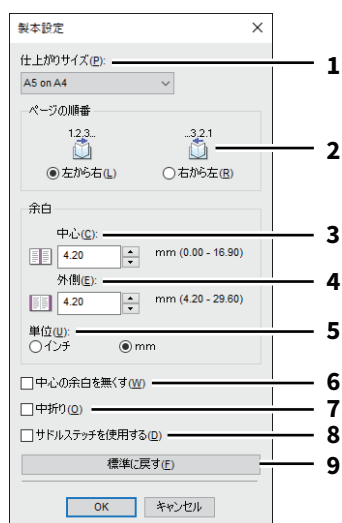 製本設定
仕上がりサイズ(P): 1
A5 on A4
ページの順番
1.2.3... ...3.2.1 2
左から右(L) 右から左(R)
余白
中心(C): 3
4.20 mm (0.00 - 16.90)
外側(E): 4
4.20 mm (4.20 - 29.60)
単位(U): 5
インチ mm
中心の余白を無くす(W) 6
中折り(O) 7
サドルステッチを使用する(D) 8
標準に戻す(F) 9
OK キャンセル